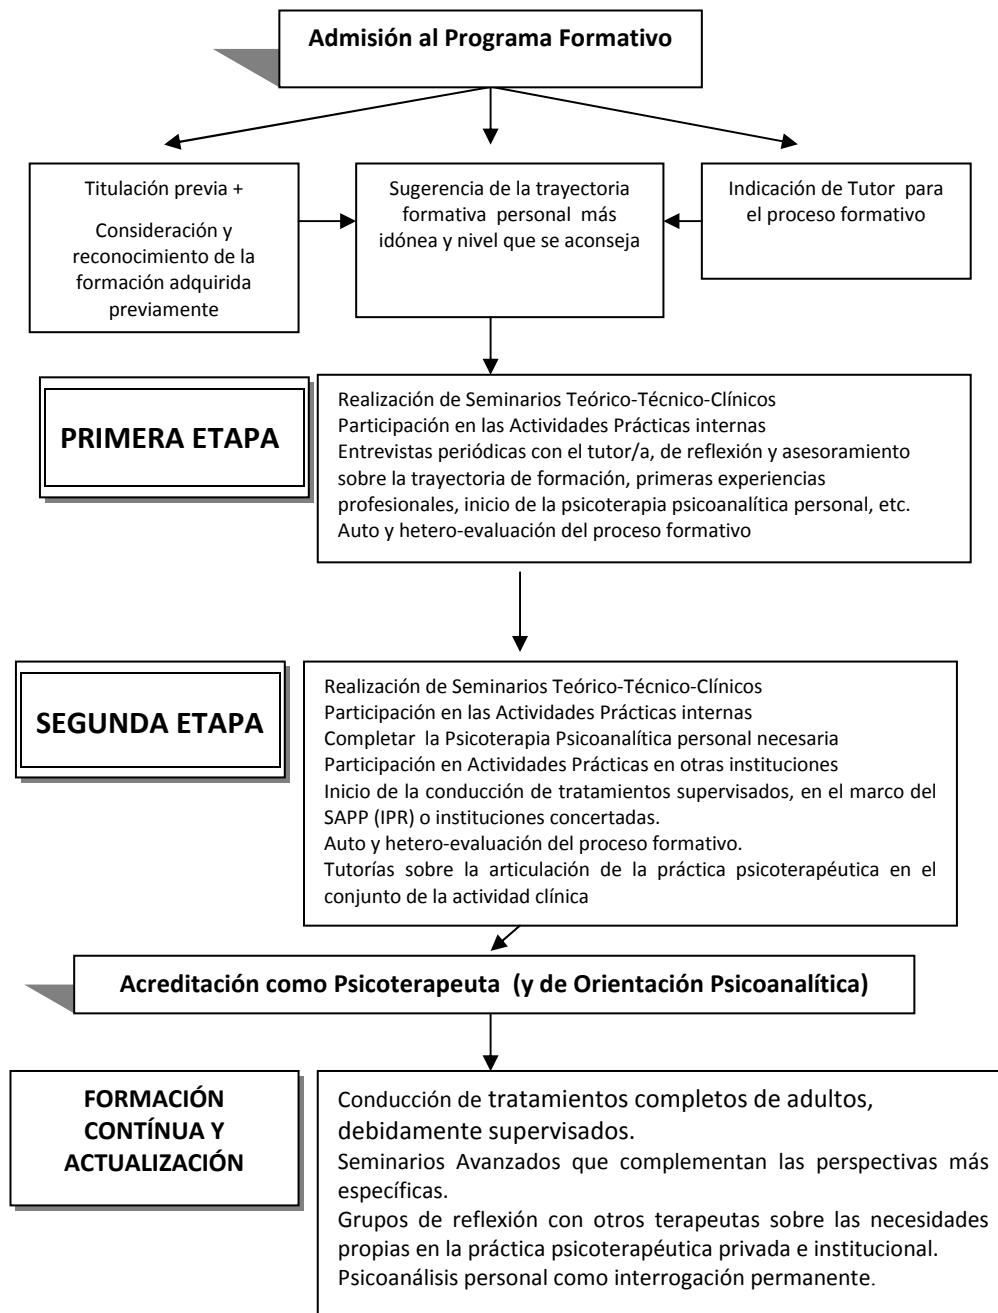 Admisión al Programa Formativo
Titulación previa +
Consideración y
reconocimiento de la
formación adquirida
previamente
Sugerencia de la trayectoria
formativa personal más
idónea y nivel que se aconseja
Indicación de Tutor para
el proceso formativo
PRIMERA ETAPA
Realización de Seminarios Teórico-Técnico-Clínicos
Participación en las Actividades Prácticas internas
Entrevistas periódicas con el tutor/a, de reflexión y asesoramiento
sobre la trayectoria de formación, primeras experiencias
profesionales, inicio de la psicoterapia psicoanalítica personal, etc.
Auto y hetero-evaluación del proceso formativo
SEGUNDA ETAPA
Realización de Seminarios Teórico-Técnico-Clínicos
Participación en las Actividades Prácticas internas
Completar la Psicoterapia Psicoanalítica personal necesaria
Participación en Actividades Prácticas en otras instituciones
Inicio de la conducción de tratamientos supervisados, en el marco del
SAPP (IPR) o instituciones concertadas.
Auto y hetero-evaluación del proceso formativo.
Tutorías sobre la articulación de la práctica psicoterapéutica en el
conjunto de la actividad clínica
Acreditación como Psicoterapeuta (y de Orientación Psicoanalítica)
FORMACIÓN
CONTÍNUA Y
ACTUALIZACIÓN
Conducción de tratamientos completos de adultos,
debidamente supervisados.
Seminarios Avanzados que complementan las perspectivas más
específicas.
Grupos de reflexión con otros terapeutas sobre las necesidades
propias en la práctica psicoterapéutica privada e institucional.
Psicoanálisis personal como interrogación permanente.